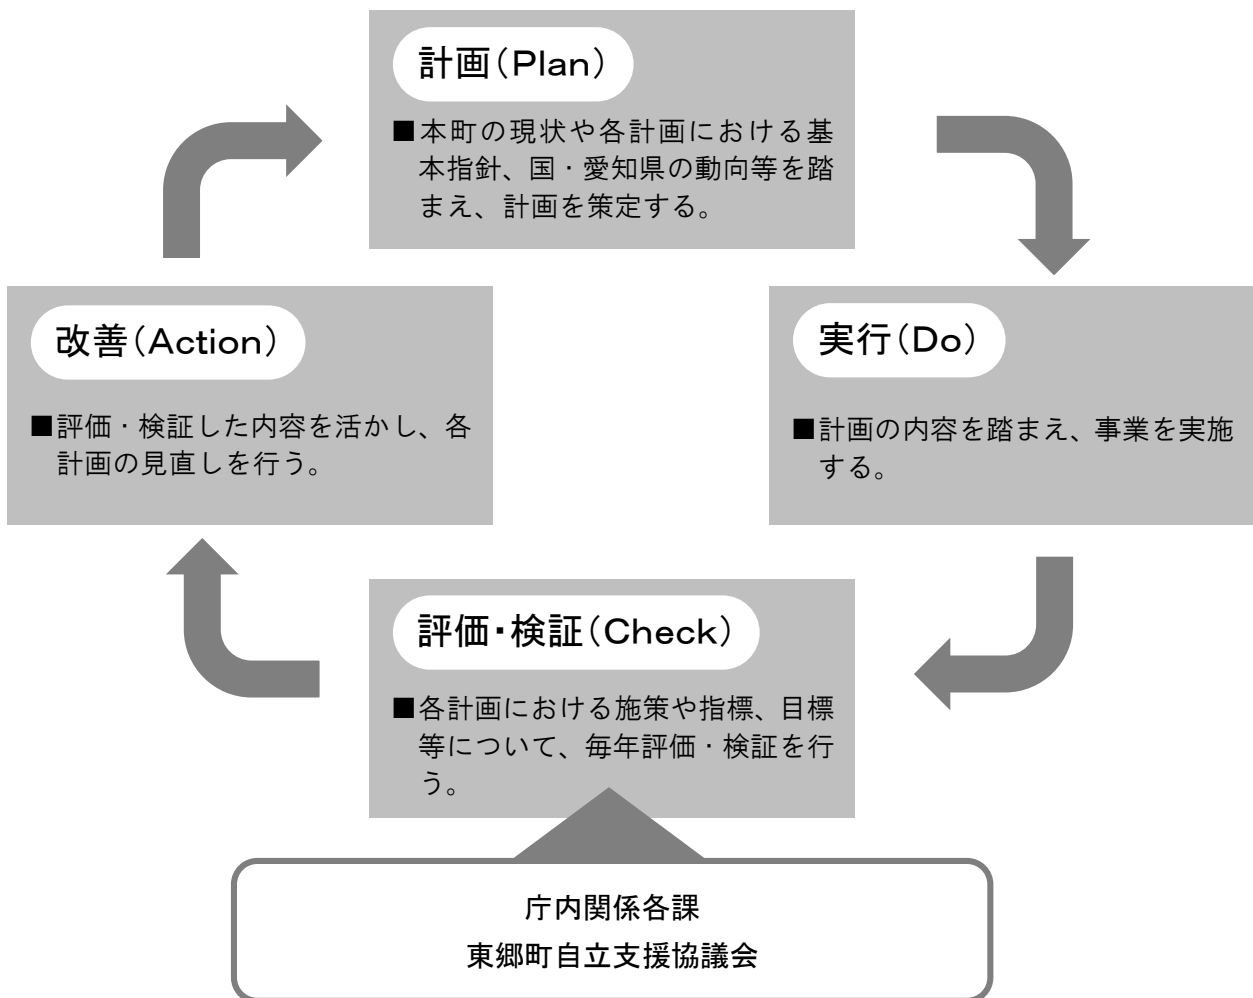 計画(Plan)
■本町の現状や各計画における基
本指針、国・愛知県の動向等を踏
まえ、計画を策定する。
改善(Action)
■評価・検証した内容を活かし、各
計画の見直しを行う。
実行(Do)
■計画の内容を踏まえ、事業を実施
する。
評価・検証(Check)
■各計画における施策や指標、目標
等について、毎年評価・検証を行
う。
庁内関係各課
東郷町自立支援協議会